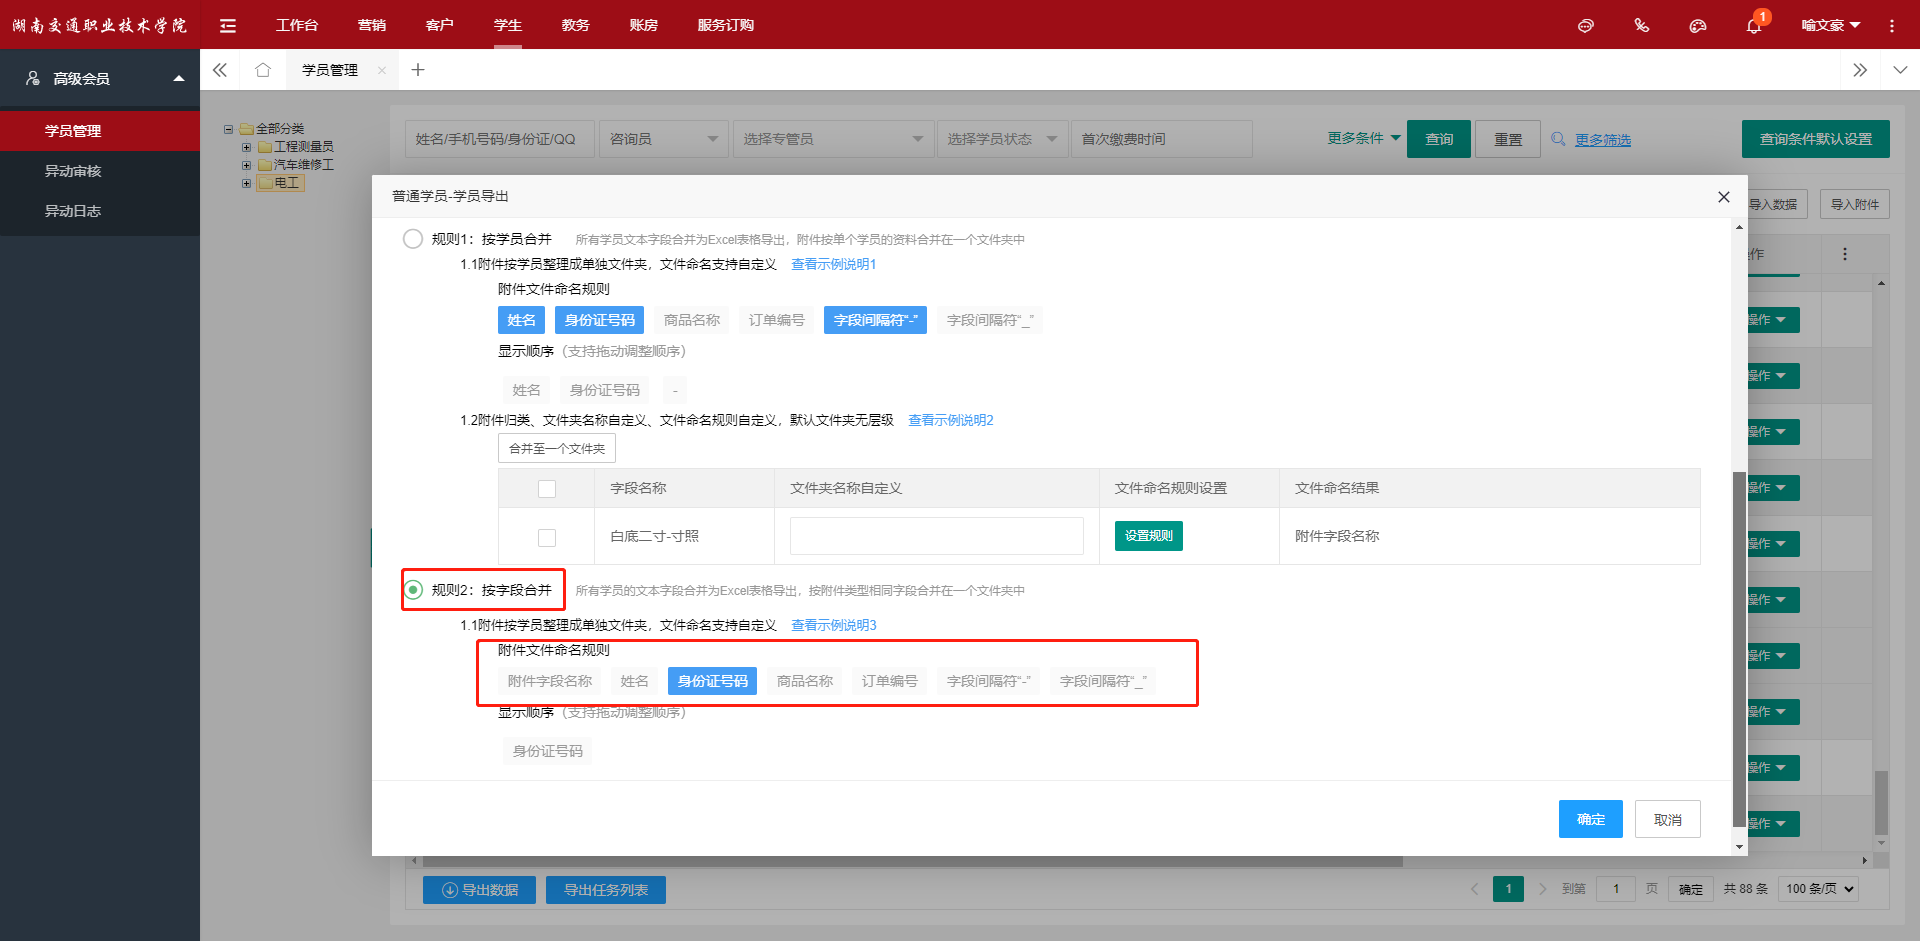 湖南交通职业技术学院 工作台 营销 客户 学生 教务 账房 服务订购 1 喻文豪
高级会员 学员管理
学员管理
异动审核
异动日志
全部分类
工程测量员
汽车维修工
电工
姓名/手机号码/身份证/QQ 咨询员 选择专管员 选择学员状态 首次缴费时间 更多条件 查询 重置 更多筛选 查询条件默认设置
导入数据 导入附件
普通学员-学员导出
规则1：按学员合并 所有学员文本字段合并为Excel表格导出，附件按单个学员的资料合并在一个文件夹中
1.1附件按学员整理成单独文件夹，文件命名支持自定义 查看示例说明1
附件文件命名规则
姓名 身份证号码 商品名称 订单编号 字段间隔符“-” 字段间隔符“_”
显示顺序（支持拖动调整顺序）
姓名 身份证号码 -
1.2附件归类、文件夹名称自定义、文件命名规则自定义，默认文件夹无层级 查看示例说明2
合并至一个文件夹
字段名称 文件夹名称自定义 文件命名规则设置 文件命名结果
白底二寸-寸照 设置规则 附件字段名称
规则2：按字段合并 所有学员的文本字段合并为Excel表格导出，按附件类型相同字段合并在一个文件夹中
1.1附件按学员整理成单独文件夹，文件命名支持自定义 查看示例说明3
附件文件命名规则
附件字段名称 姓名 身份证号码 商品名称 订单编号 字段间隔符“-” 字段间隔符“_”
显示顺序（支持拖动调整顺序）
身份证号码
确定 取消
作
操作
操作
操作
操作
操作
操作
操作
操作
操作
操作
导出数据 导出任务列表 1 到第 1 页 确定 共 88 条 100 条/页